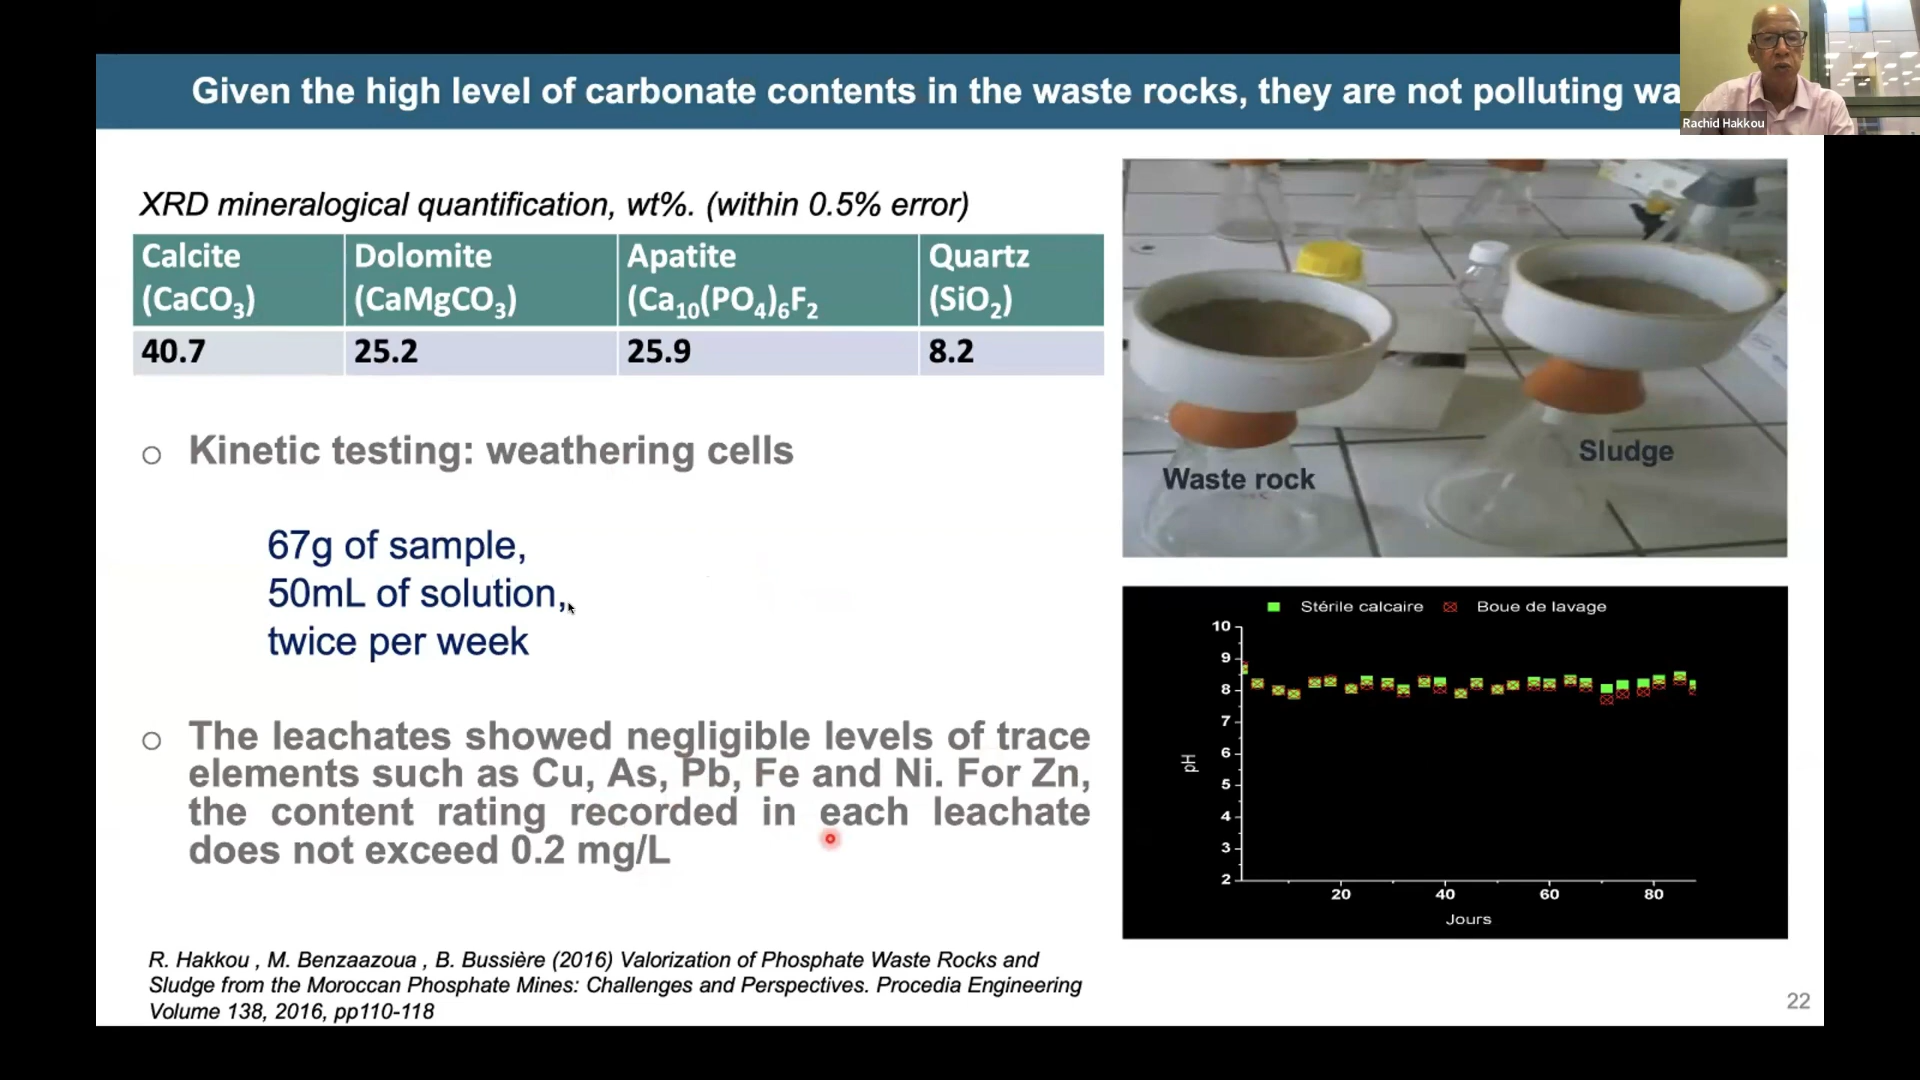 Given the high level of carbonate contents in the waste rocks, they are not polluting
Rachid Hakkou
XRD mineralogical quantification, wt%. (within 0.5% error)
Calcite Dolomite Apatite Quartz
(CaCO₃) (CaMgCO₃) (Ca₁₀(PO₄)₆F₂ (SiO₂)
40.7 25.2 25.9 8.2
Kinetic testing: weathering cells
67g of sample,
50mL of solution,
twice per week
The leachates showed negligible levels of trace
elements such as Cu, As, Pb, Fe and Ni. For Zn,
the content rating recorded in each leachate
does not exceed 0.2 mg/L
R. Hakkou , M. Benzaazoua , B. Bussière (2016) Valorization of Phosphate Waste Rocks and
Sludge from the Moroccan Phosphate Mines: Challenges and Perspectives. Procedia Engineering
Volume 138, 2016, pp110-118
Waste rock
Sludge
Stérile calcaire Boue de lavage
10
9
8
7
6
5
4
3
2
pH
20 40 60 80
Jours
22